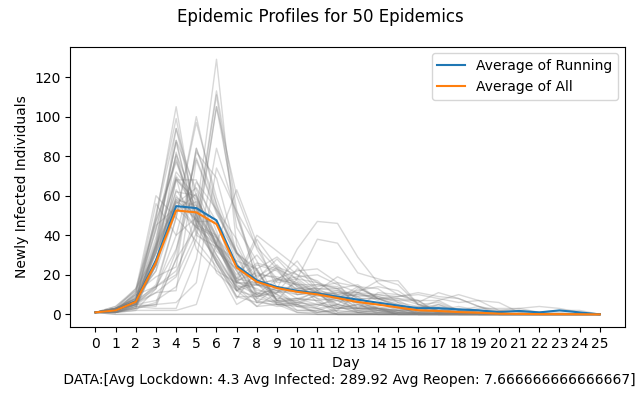 Epidemic Profiles for 50 Epidemics
Average of Running
Average of All
Newly Infected Individuals
120
100
80
60
40
20
0
0 1 2 3 4 5 6 7 8 9 10 11 12 13 14 15 16 17 18 19 20 21 22 23 24 25
Day
DATA:[Avg Lockdown: 4.3 Avg Infected: 289.92 Avg Reopen: 7.666666666666667]